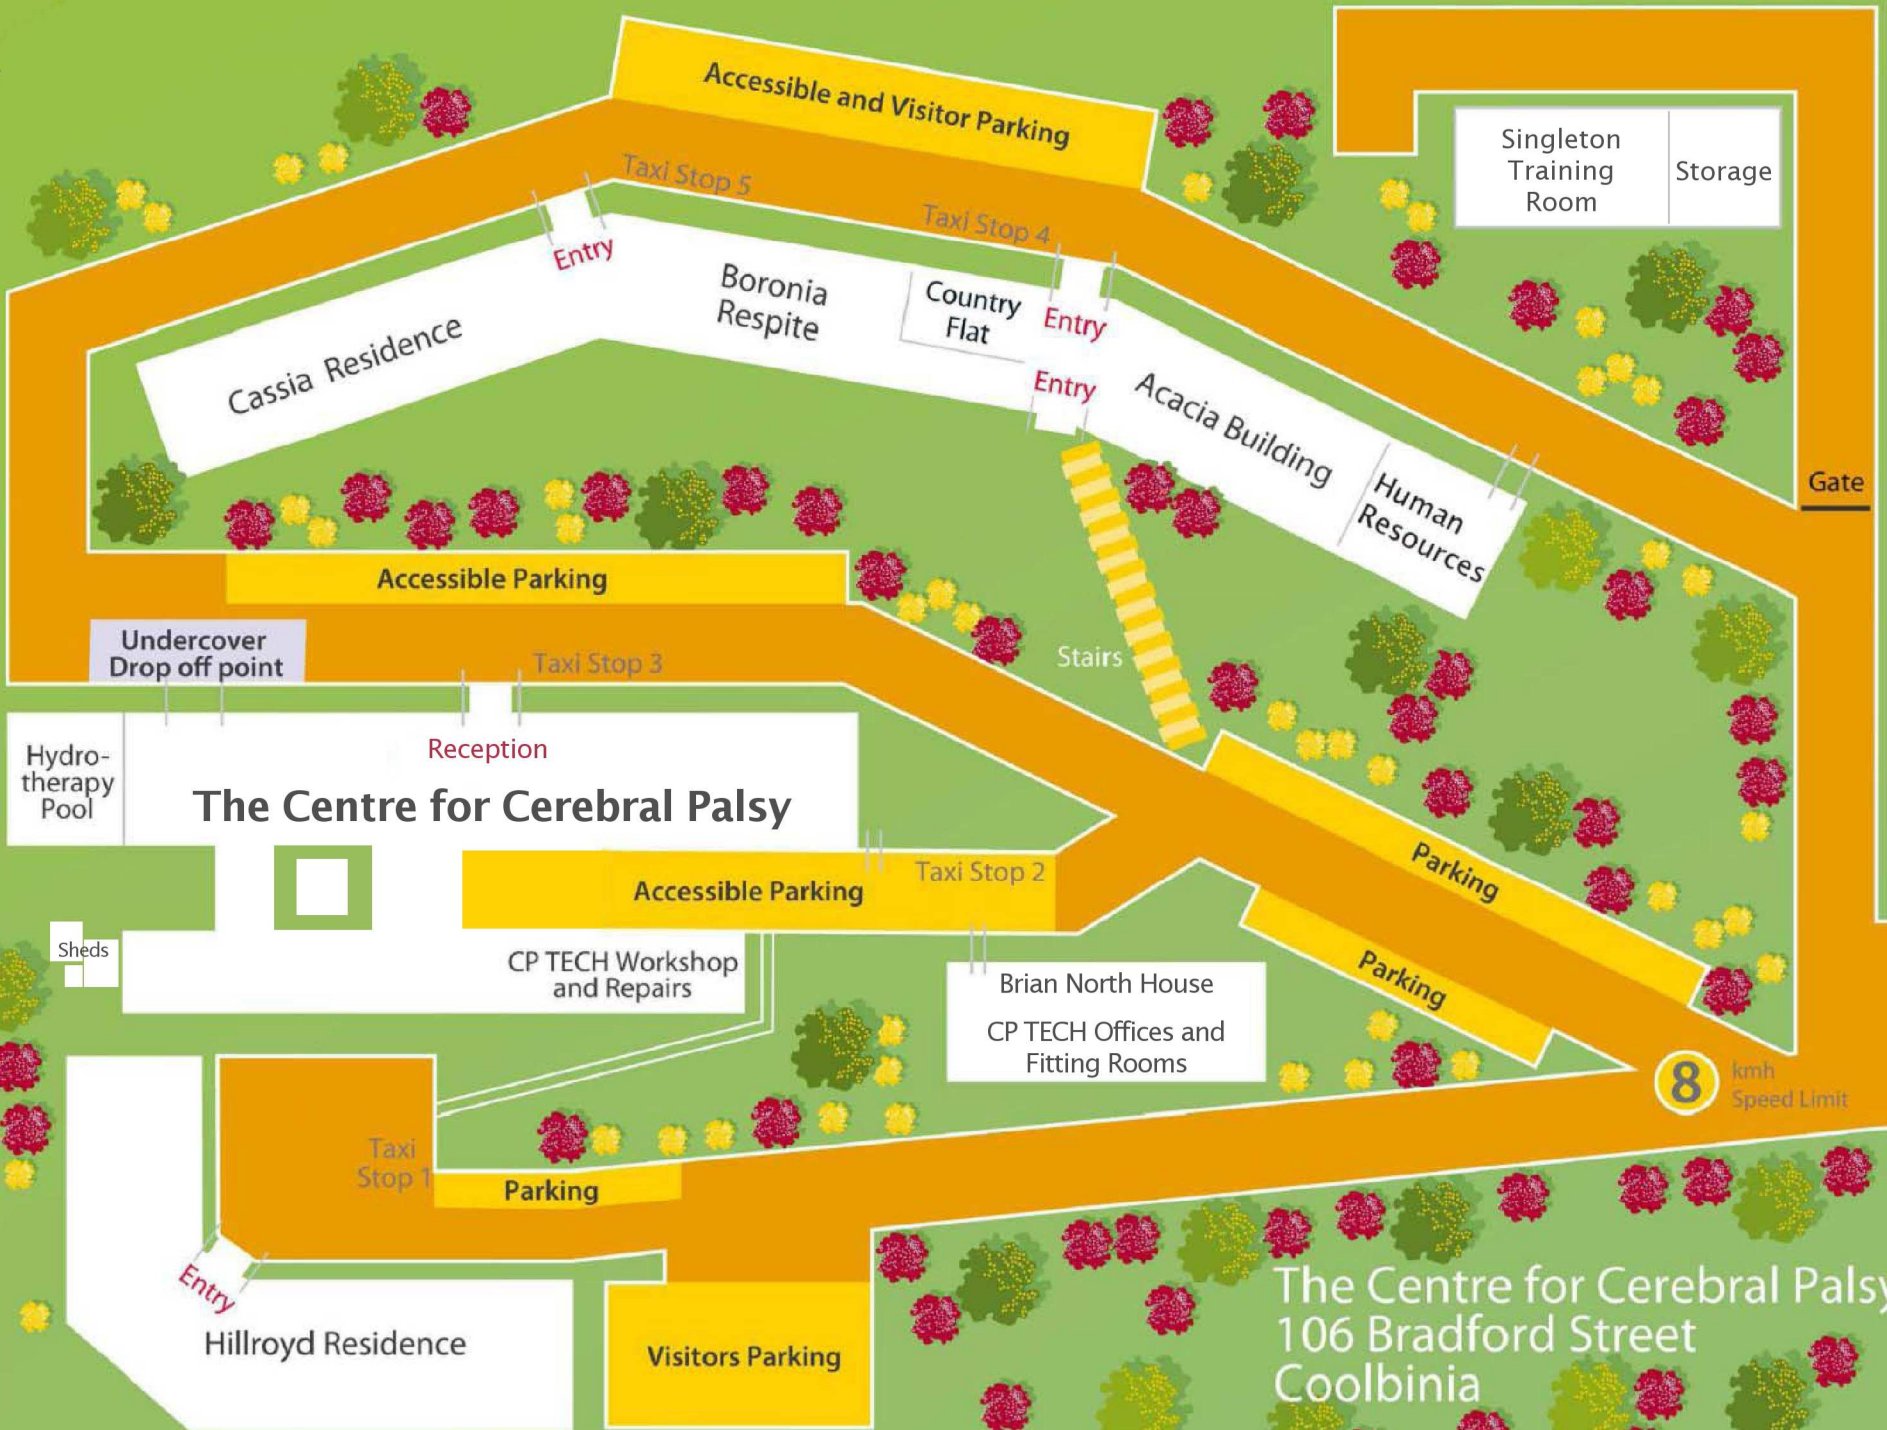 Accessible and Visitor Parking
Singleton
Training
Room
Storage
Taxi Stop 5
Taxi Stop 4
Entry
Boronia
Respite
Country
Flat
Entry
Entry
Cassia Residence
Acacia Building
Human
Resources
Gate
Accessible Parking
Undercover
Drop off point
Taxi Stop 3
Stairs
Reception
Hydro-
therapy
Pool
The Centre for Cerebral Palsy
Parking
Accessible Parking
Taxi Stop 2
Sheds
CP TECH Workshop
and Repairs
Brian North House
CP TECH Offices and
Fitting Rooms
Parking
8
kmh
Speed Limit
Taxi
Stop 1
Parking
Entry
Hillroyd Residence
Visitors Parking
The Centre for Cerebral Palsy
106 Bradford Street
Coolbinia